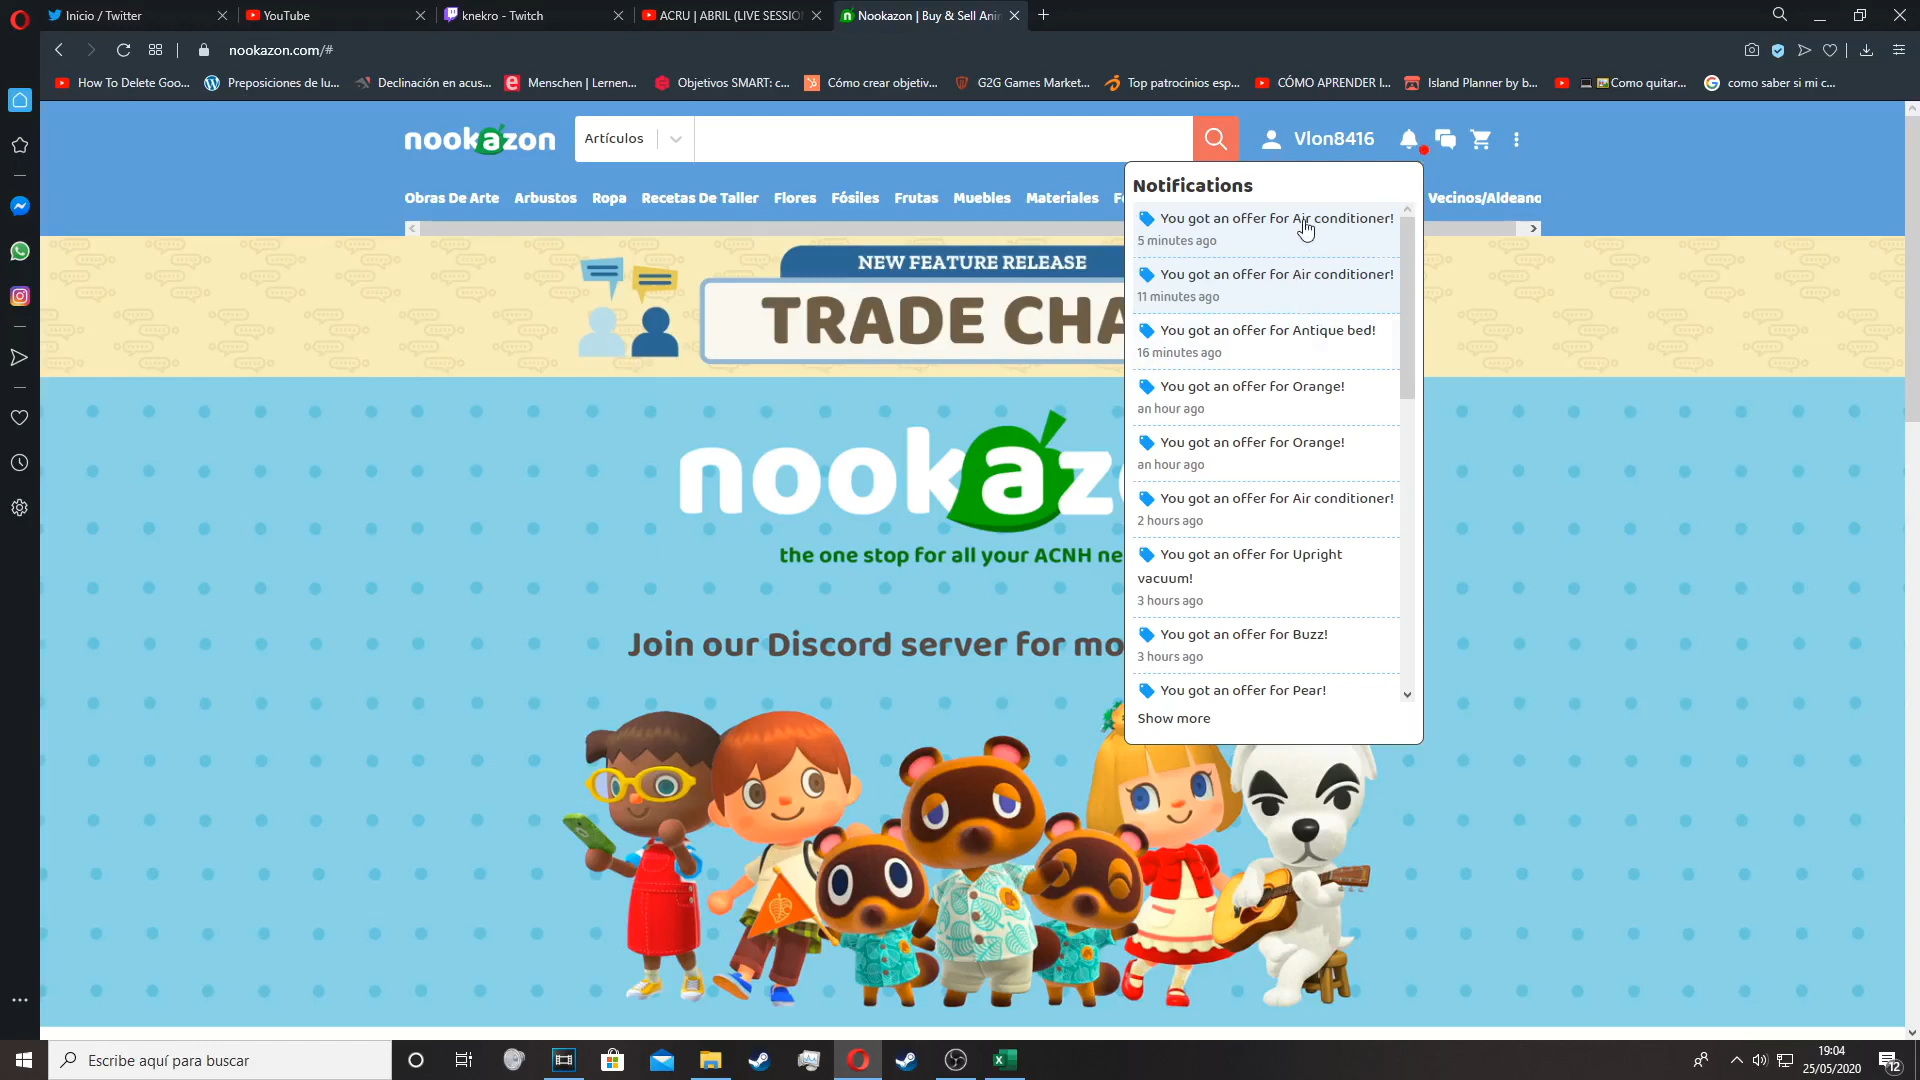 Inicio / Twitter
YouTube
knekro - Twitch
ACRU | ABRIL (LIVE SESSIO
Nookazon | Buy & Sell Ani
nookazon.com/#
How To Delete Goo...
Preposiciones de lu...
Declinación en acus...
Menschen | Lernen...
Objetivos SMART: c...
Cómo crear objetiv...
G2G Games Market...
Top patrocinios esp...
CÓMO APRENDER I...
Island Planner by b...
Como quitar...
como saber si mi c...
nookazon
Artículos
Vlon8416
Obras De Arte
Arbustos
Ropa
Recetas De Taller
Flores
Fósiles
Frutas
Muebles
Materiales
Vecinos/Aldeano
NEW FEATURE RELEASE
TRADE CHA
Notifications
You got an offer for Air conditioner!
5 minutes ago
You got an offer for Air conditioner!
11 minutes ago
You got an offer for Antique bed!
16 minutes ago
You got an offer for Orange!
an hour ago
You got an offer for Orange!
an hour ago
You got an offer for Air conditioner!
2 hours ago
You got an offer for Upright
vacuum!
3 hours ago
You got an offer for Buzz!
3 hours ago
You got an offer for Pear!
Show more
nookaz
the one stop for all your ACNH ne
Join our Discord server for mo
Escribe aquí para buscar
19:04
25/05/2020
12